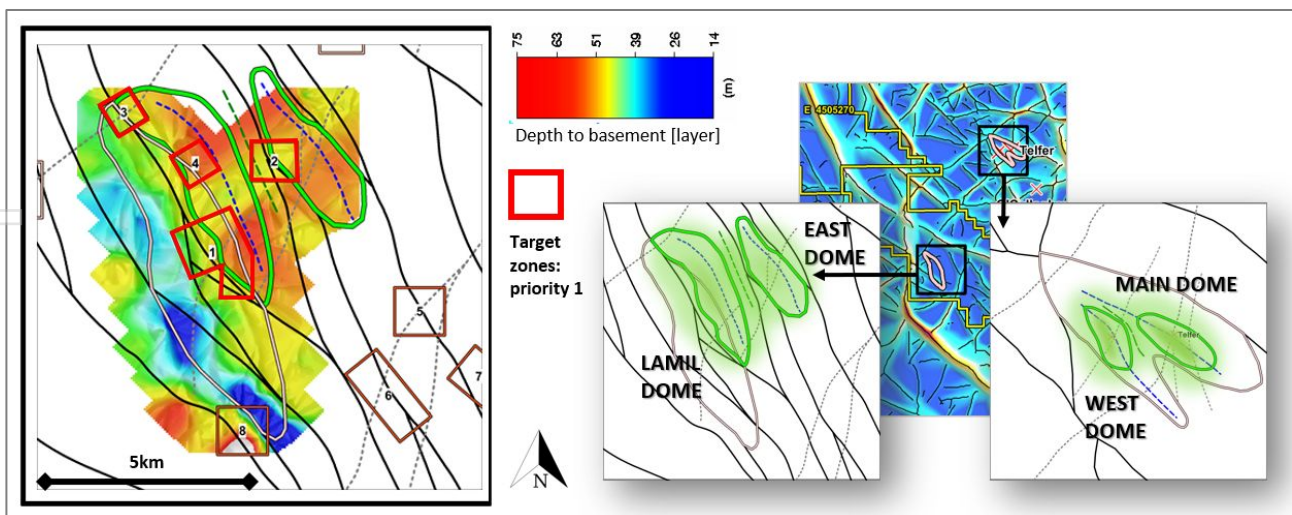 3
4
2
1
5
6
7
8
5km
75
63
51
39
26
14
(m)
Depth to basement [layer]
Target
zones:
priority 1
N
E 4505270
Telfer
EAST
DOME
LAMIL
DOME
MAIN DOME
Telfer
WEST
DOME